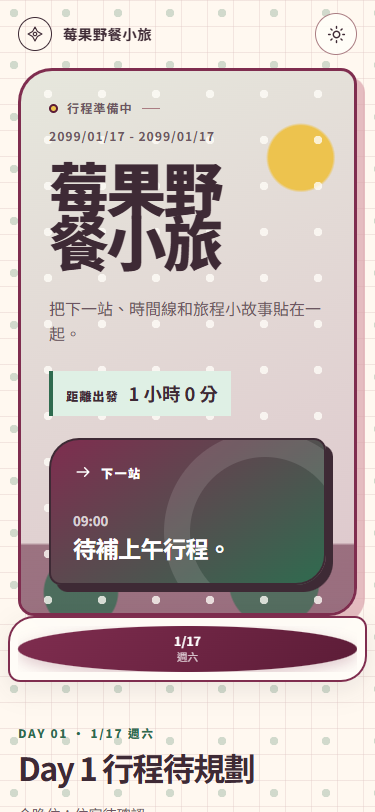 莓果野餐小旅
行程準備中
2099/01/17 - 2099/01/17
莓果野
餐小旅
把下一站、時間線和旅程小故事貼在一
起。
距離出發 1 小時 0 分
下一站
09:00
待補上午行程。
1/17
週六
DAY 01 · 1/17 週六
Day 1 行程待規劃